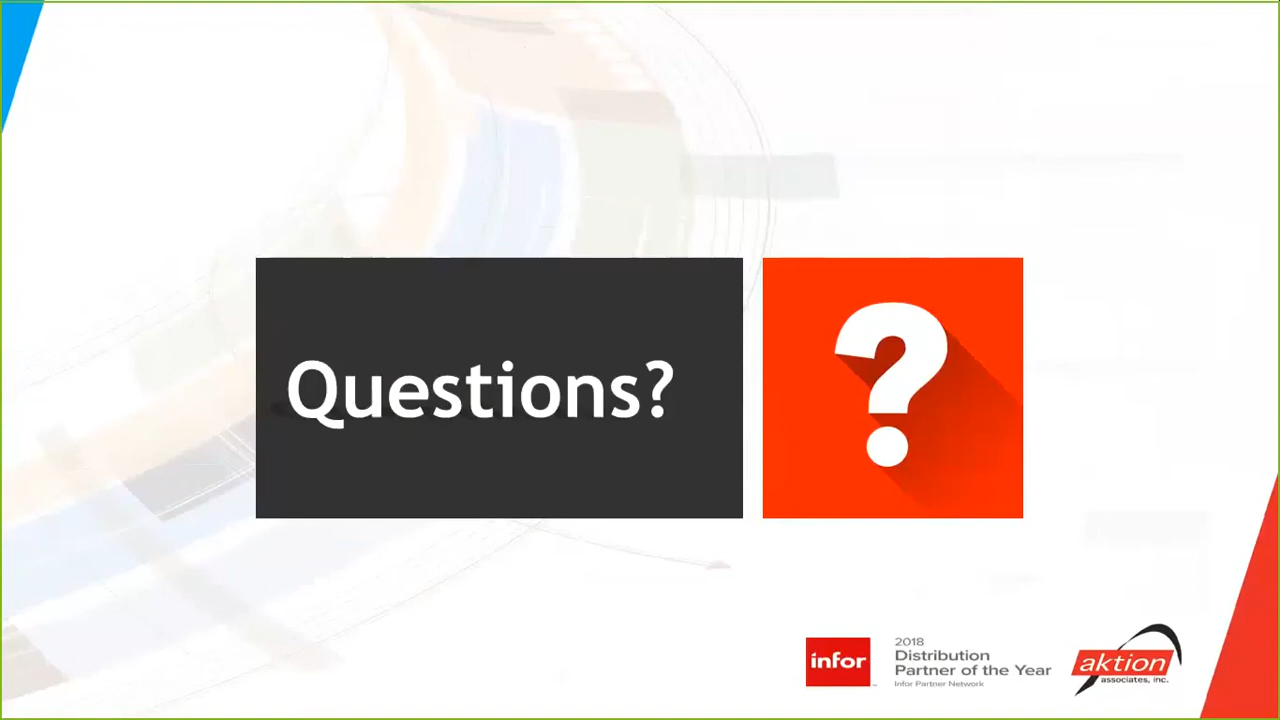 Questions?
?
infor
2018
Distribution
Partner of the Year
Infor Partner Network
aktion
associates, inc.